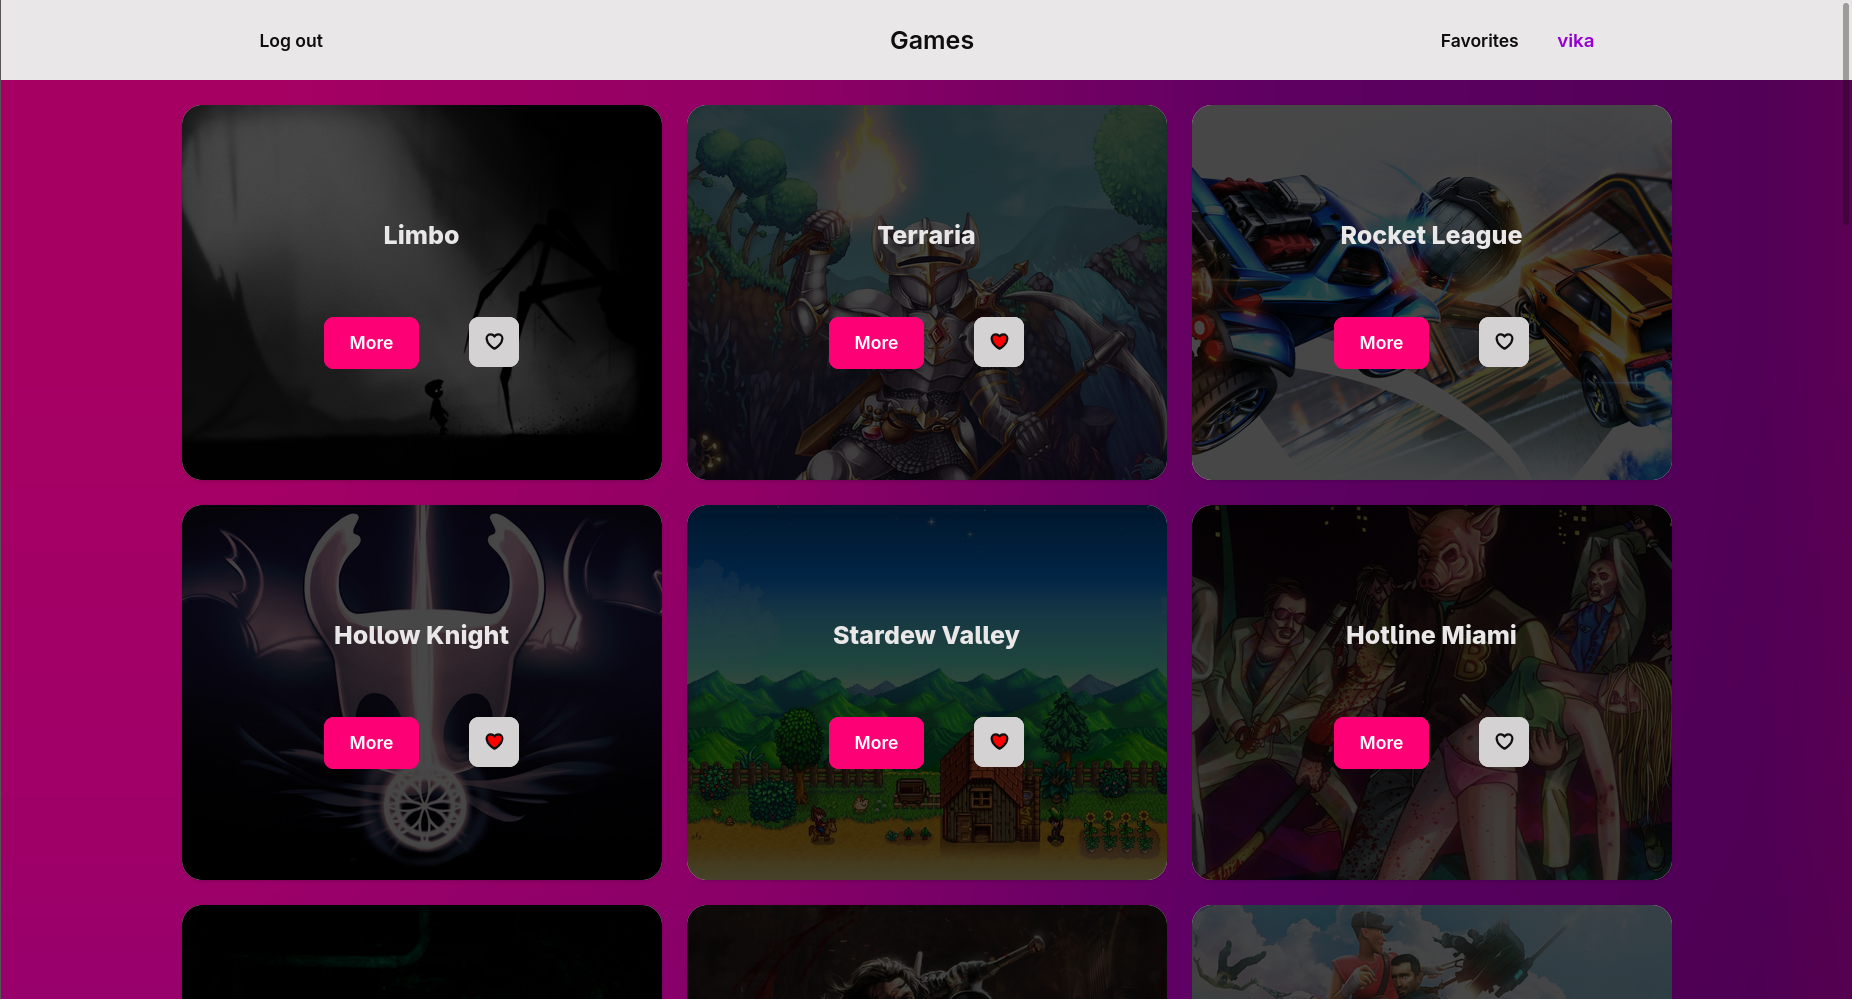 Log out
Games
Favorites
vika
Limbo
Terraria
Rocket League
More
More
More
Hollow Knight
Stardew Valley
Hotline Miami
B
More
More
More